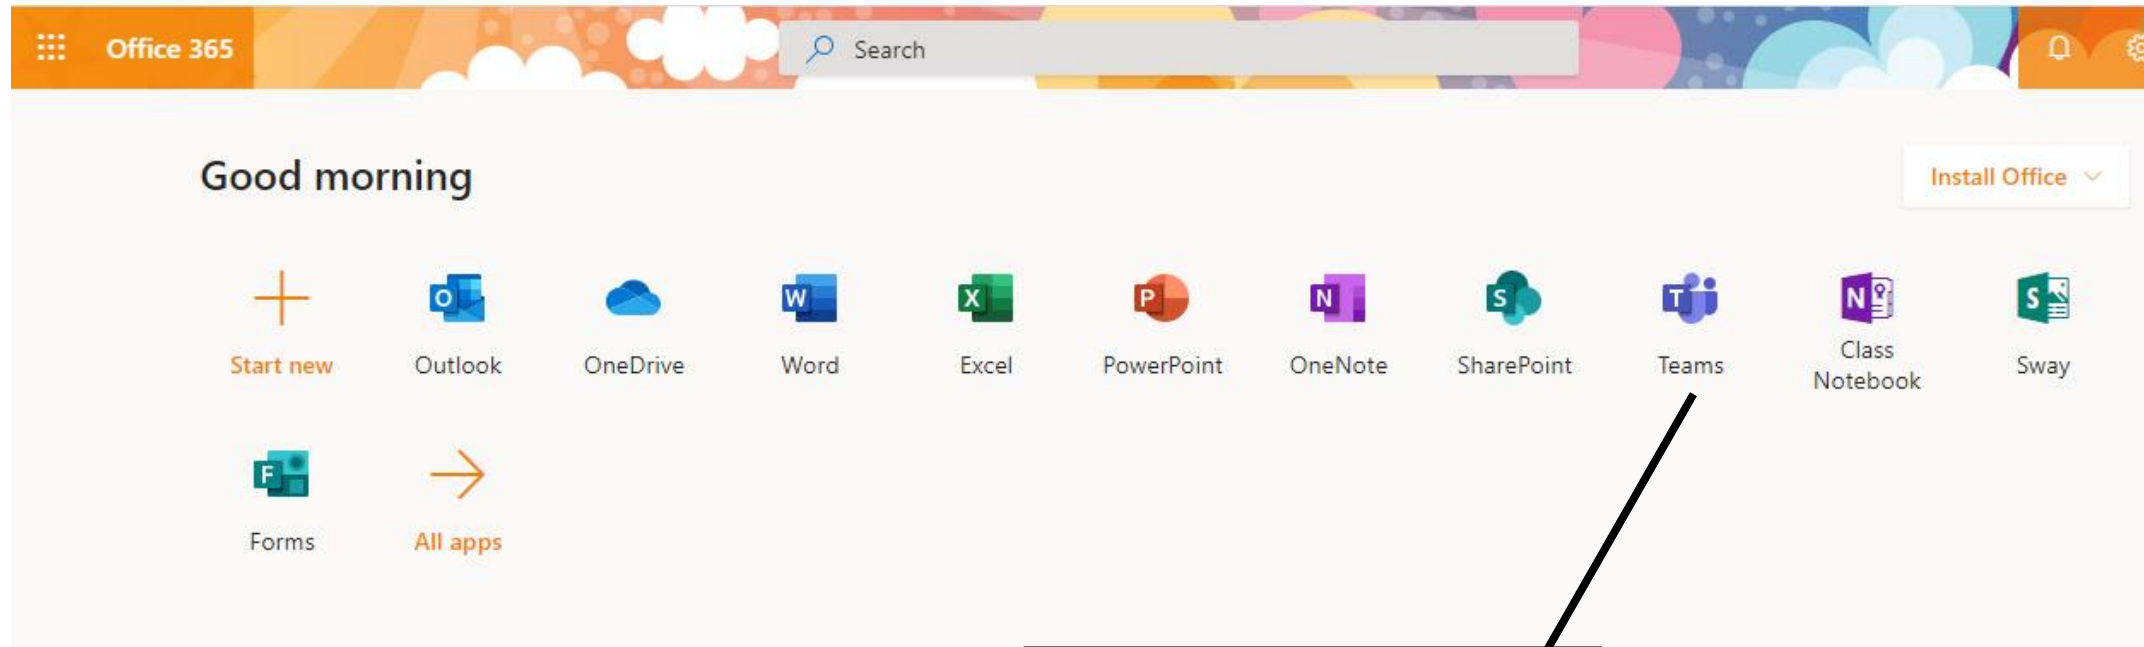 Office 365
Search
Good morning
Install Office
Start new
Outlook
OneDrive
Word
Excel
PowerPoint
OneNote
SharePoint
Teams
Class
Notebook
Sway
Forms
All apps